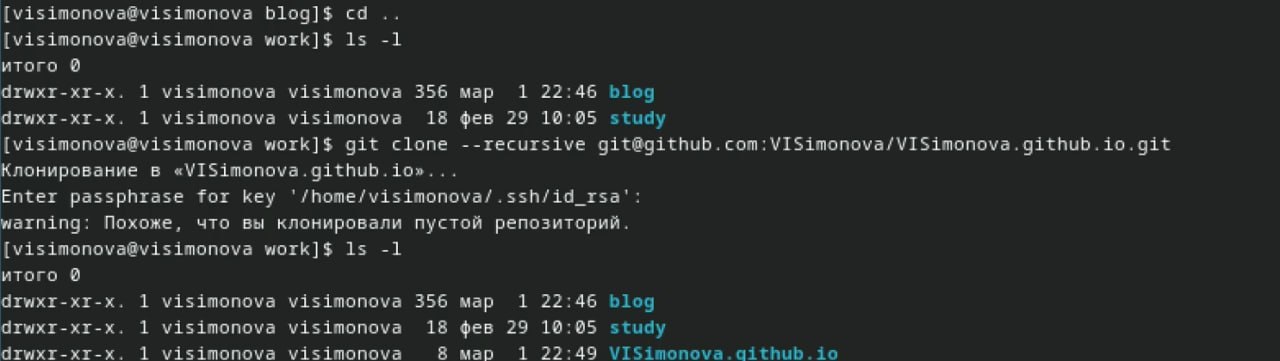 [visimonova@visimonova blog]$ cd ..
[visimonova@visimonova work]$ ls -l
итого 0
drwxr-xr-x. 1 visimonova visimonova 356 мар  1 22:46 blog
drwxr-xr-x. 1 visimonova visimonova  18 фев 29 10:05 study
[visimonova@visimonova work]$ git clone --recursive git@github.com:VISimonova/VISimonova.github.io.git
Клонирование в «VISimonova.github.io»...
Enter passphrase for key '/home/visimonova/.ssh/id_rsa':
warning: Похоже, что вы клонировали пустой репозиторий.
[visimonova@visimonova work]$ ls -l
итого 0
drwxr-xr-x. 1 visimonova visimonova 356 мар  1 22:46 blog
drwxr-xr-x. 1 visimonova visimonova  18 фев 29 10:05 study
drwxr-xr-x. 1 visimonova visimonova   8 мар  1 22:49 VISimonova.github.io